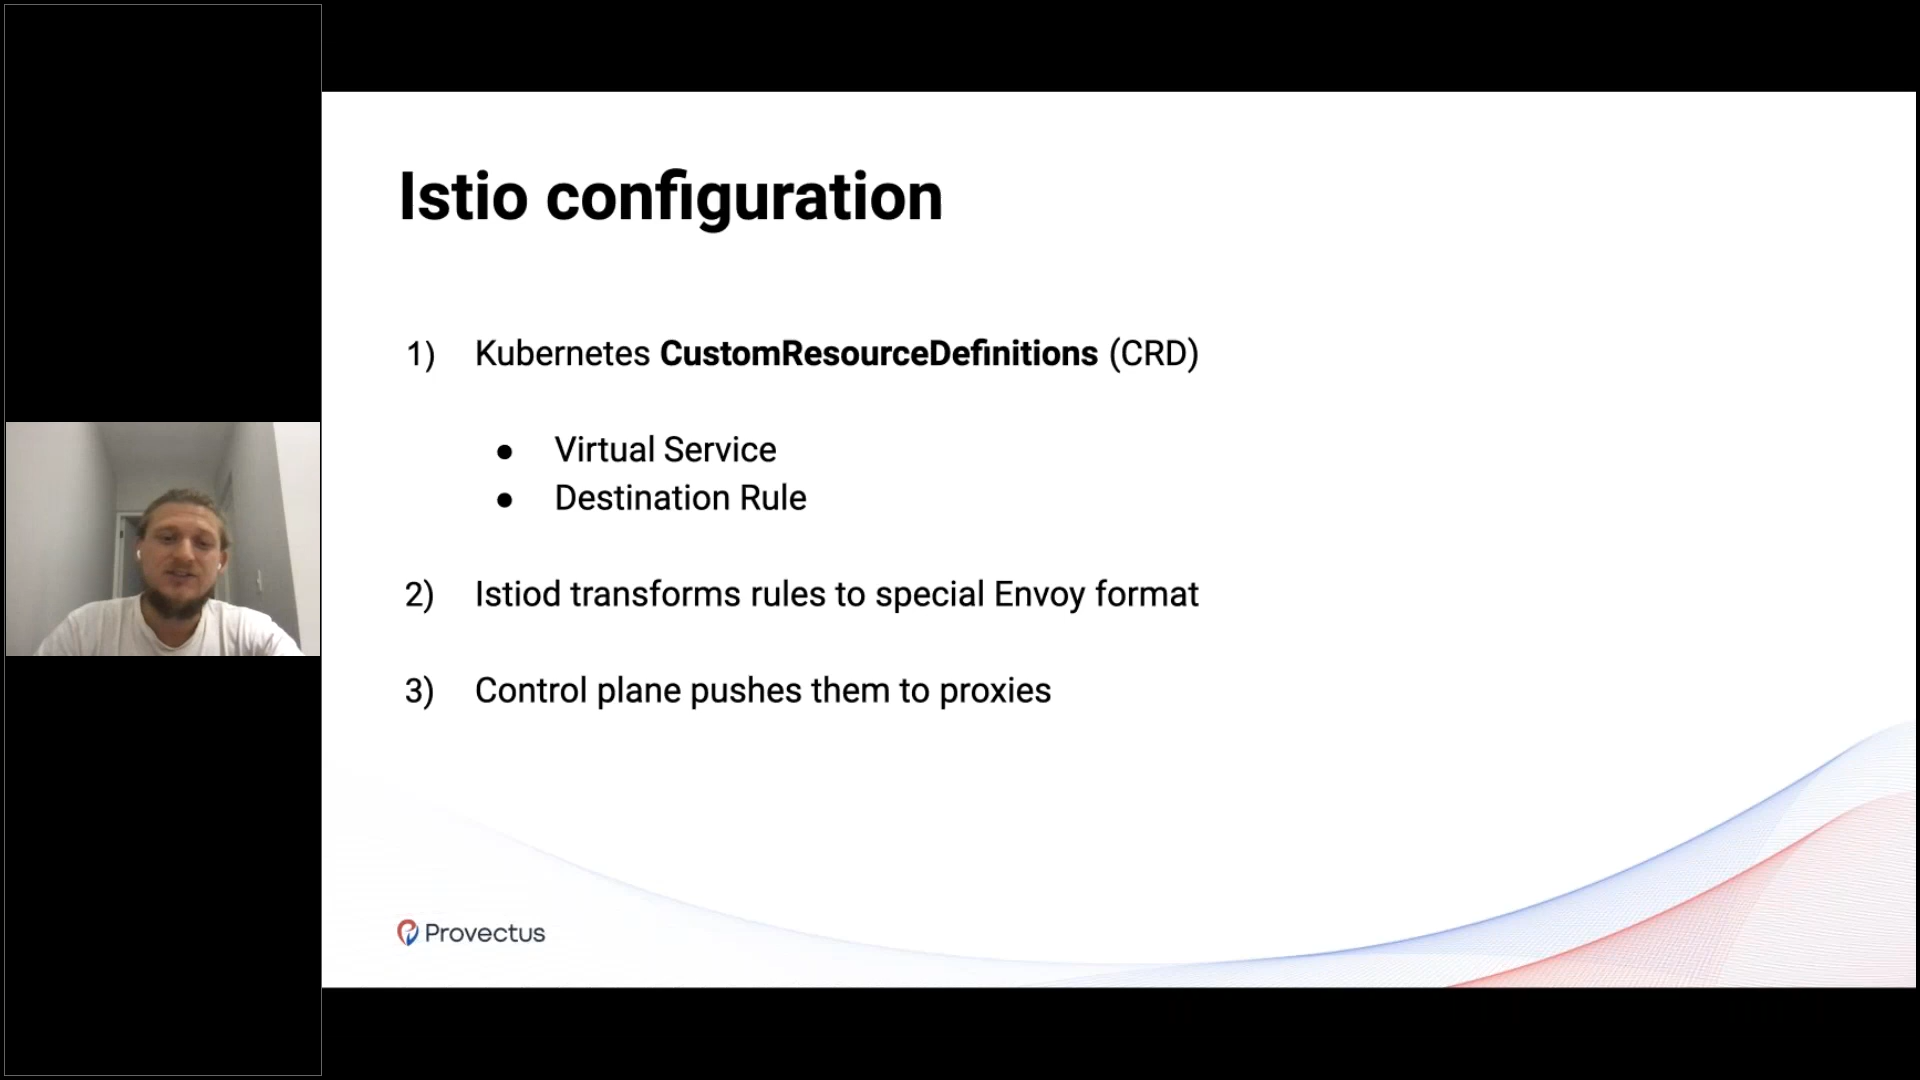 Istio configuration
1) Kubernetes CustomResourceDefinitions (CRD)
● Virtual Service
● Destination Rule
2) Istiod transforms rules to special Envoy format
3) Control plane pushes them to proxies
Provectus